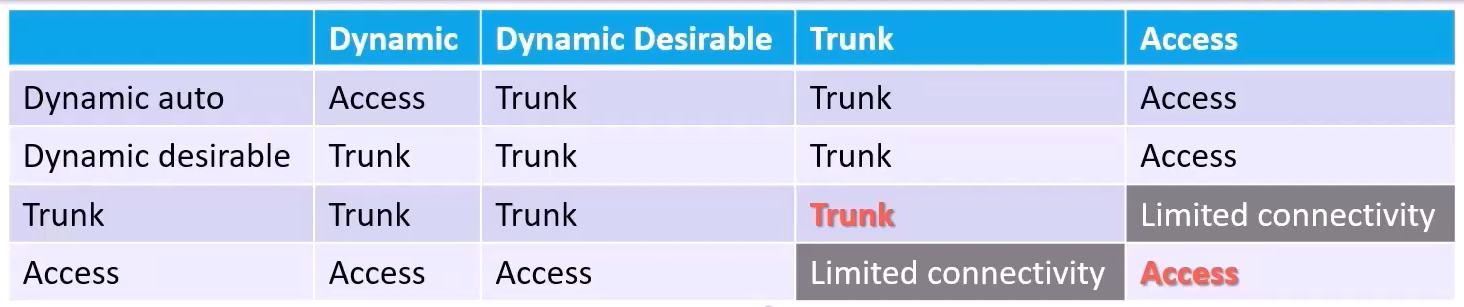 Dynamic Dynamic Desirable Trunk Access
Dynamic auto Access Trunk Trunk Access
Dynamic desirable Trunk Trunk Trunk Access
Trunk Trunk Trunk Trunk Limited connectivity
Access Access Access Limited connectivity Access